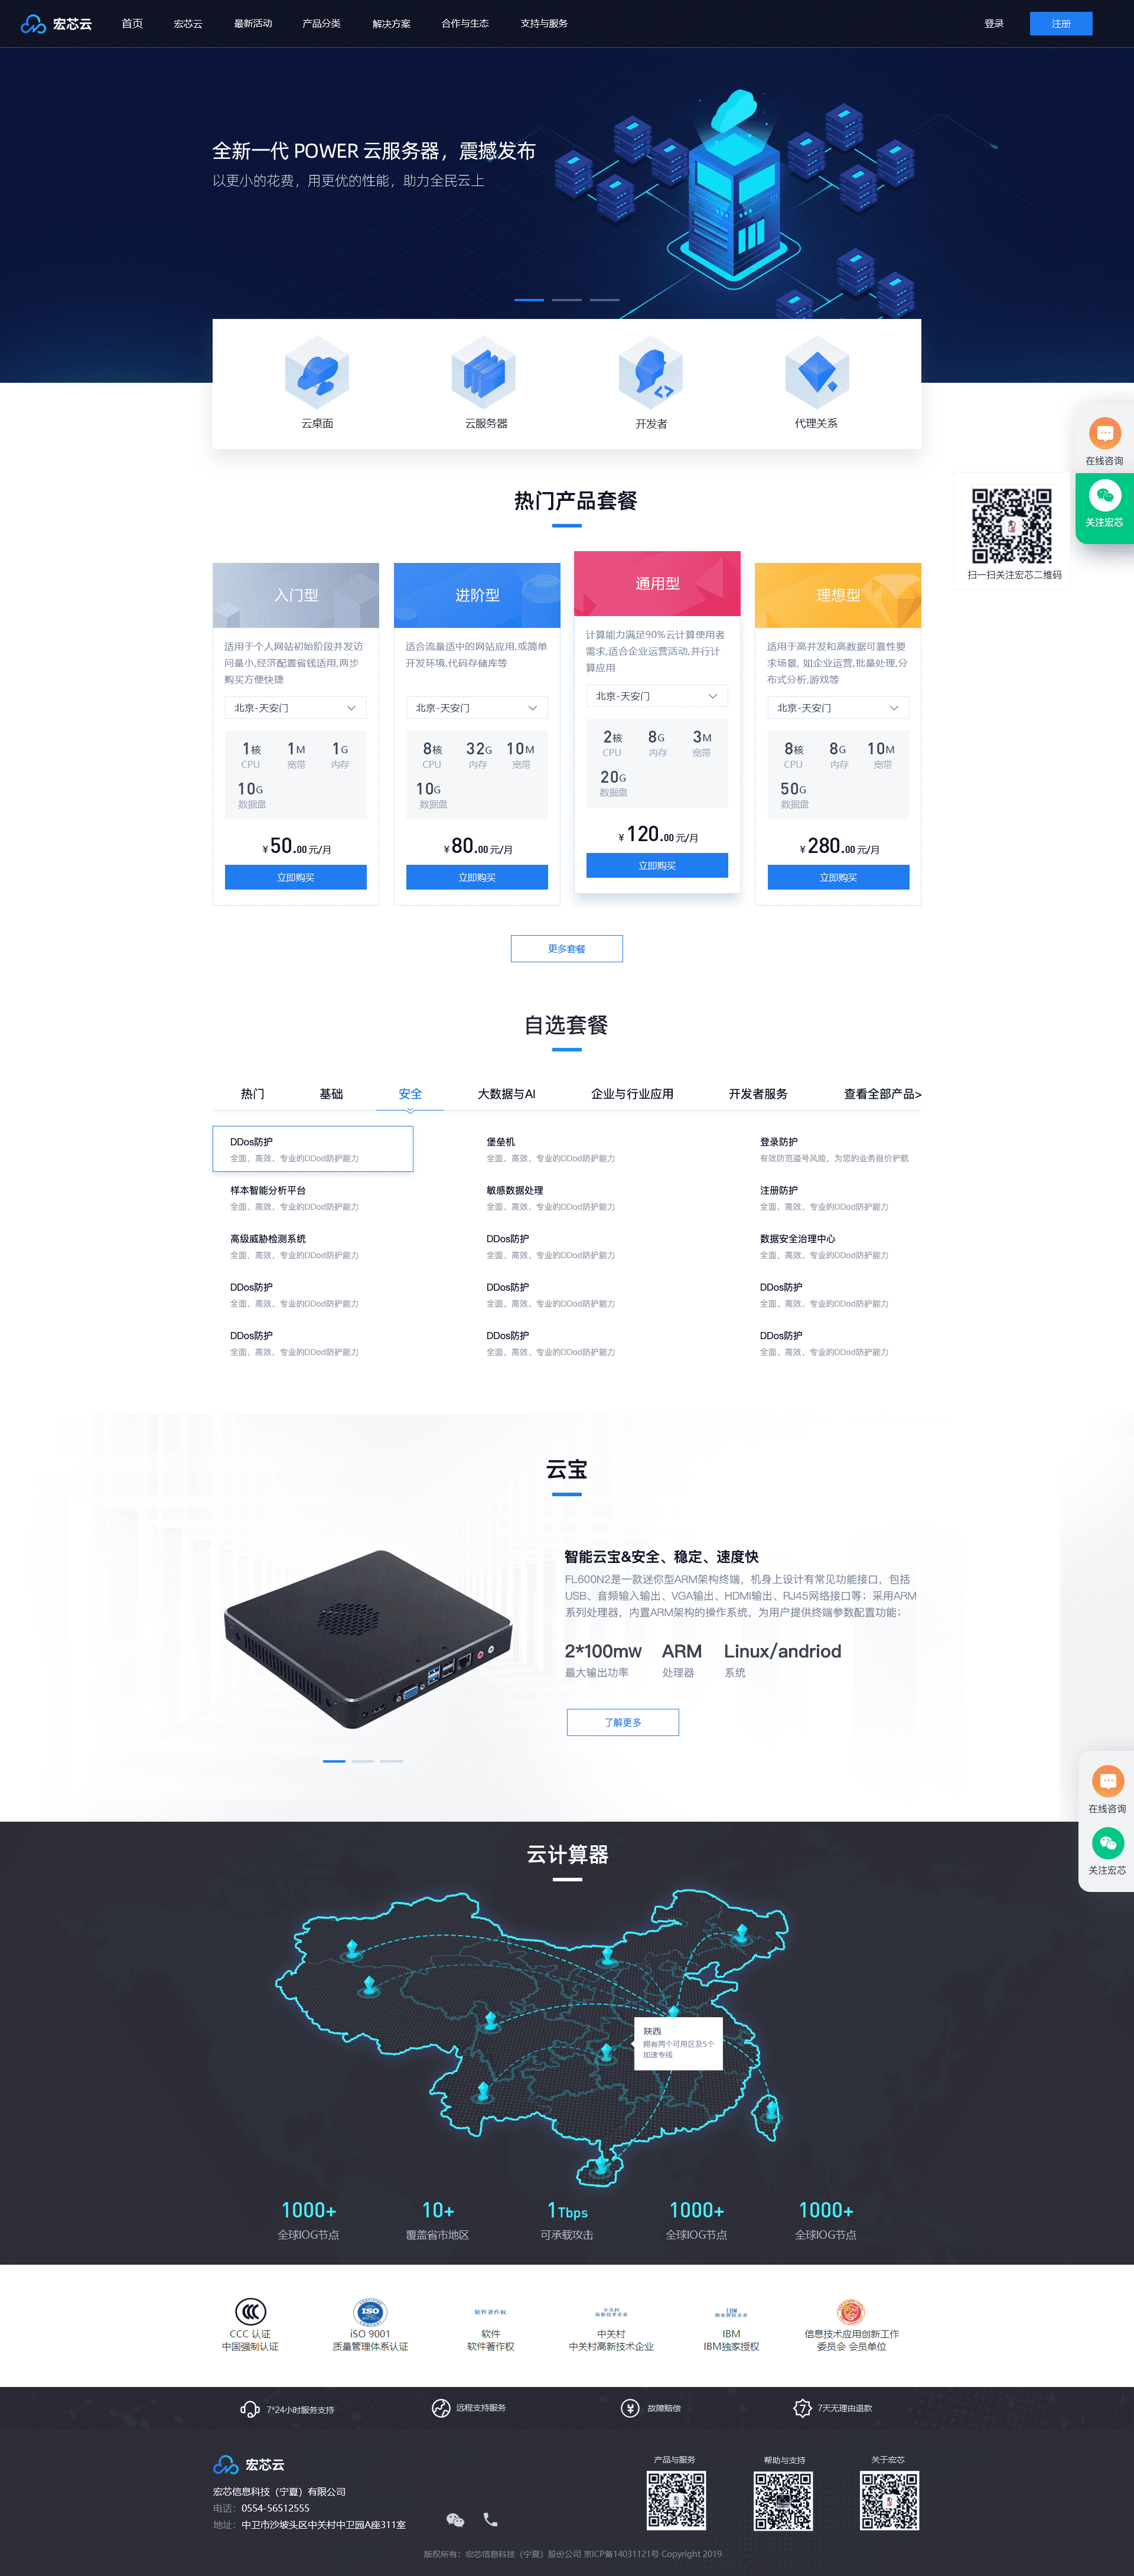 宏芯云 首页 宏芯云 最新活动 产品分类 解决方案 合作与生态 支持与服务 登录 注册
全新一代 POWER 云服务器，震撼发布
以更小的花费，用更优的性能，助力全民云上
云桌面 云服务器 开发者 代理关系
在线咨询
关注宏芯
扫一扫关注宏芯二维码
热门产品套餐
入门型
适用于个人网站初始阶段并发访
问量小,经济配置省钱适用,两步
购买方便快捷
北京-天安门
1核 1M 1G
CPU 宽带 内存
10G
数据盘
¥50.00 元/月
立即购买
进阶型
适合流量适中的网站应用,或简单
开发环境,代码存储库等
北京-天安门
8核 32G 10M
CPU 内存 宽带
10G
数据盘
¥80.00 元/月
立即购买
通用型
计算能力满足90%云计算使用者
需求,适合企业运营活动,并行计
算应用
北京-天安门
2核 8G 3M
CPU 内存 宽带
20G
数据盘
¥120.00 元/月
立即购买
理想型
适用于高并发和高数据可靠性要
求场景, 如企业运营,批量处理,分
布式分析,游戏等
北京-天安门
8核 8G 10M
CPU 内存 宽带
50G
数据盘
¥280.00 元/月
立即购买
更多套餐
自选套餐
热门 基础 安全 大数据与AI 企业与行业应用 开发者服务 查看全部产品>
DDos防护 堡垒机 登录防护
全面、高效、专业的DDod防护能力 全面、高效、专业的DDod防护能力 有效防范盗号风险，为您的业务报价护航
样本智能分析平台 敏感数据处理 注册防护
全面、高效、专业的DDod防护能力 全面、高效、专业的DDod防护能力 全面、高效、专业的DDod防护能力
高级威胁检测系统 DDos防护 数据安全治理中心
全面、高效、专业的DDod防护能力 全面、高效、专业的DDod防护能力 全面、高效、专业的DDod防护能力
DDos防护 DDos防护 DDos防护
全面、高效、专业的DDod防护能力 全面、高效、专业的DDod防护能力 全面、高效、专业的DDod防护能力
DDos防护 DDos防护 DDos防护
全面、高效、专业的DDod防护能力 全面、高效、专业的DDod防护能力 全面、高效、专业的DDod防护能力
云宝
智能云宝&安全、稳定、速度快
FL600N2是一款迷你型ARM架构终端，机身上设计有常见功能接口，包括
USB、音频输入输出、VGA输出、HDMI输出、RJ45网络接口等；采用ARM
系列处理器，内置ARM架构的操作系统，为用户提供终端参数配置功能；
2*100mw ARM Linux/andriod
最大输出功率 处理器 系统
了解更多
在线咨询
关注宏芯
云计算器
陕西
拥有两个可用区及5个
加速专线
1000+ 10+ 1Tbps 1000+ 1000+
全球IOG节点 覆盖省市地区 可承载攻击 全球IOG节点 全球IOG节点
ISO
软件著作权
中关村
高新技术企业
IBM
独家授权企业
CCC 认证 iSO 9001 软件 中关村 IBM 信息技术应用创新工作
中国强制认证 质量管理体系认证 软件著作权 中关村高新技术企业 IBM独家授权 委员会 会员单位
7*24小时服务支持 远程支持服务 ¥ 故障赔偿 7 7天无理由退款
宏芯云
产品与服务 帮助与支持 关于宏芯
宏芯信息科技（宁夏）有限公司
电话：0554-56512555
地址：中卫市沙坡头区中关村中卫园A座311室
版权所有：宏芯信息科技（宁夏）股份公司 京ICP备14031121号 Copyright 2019